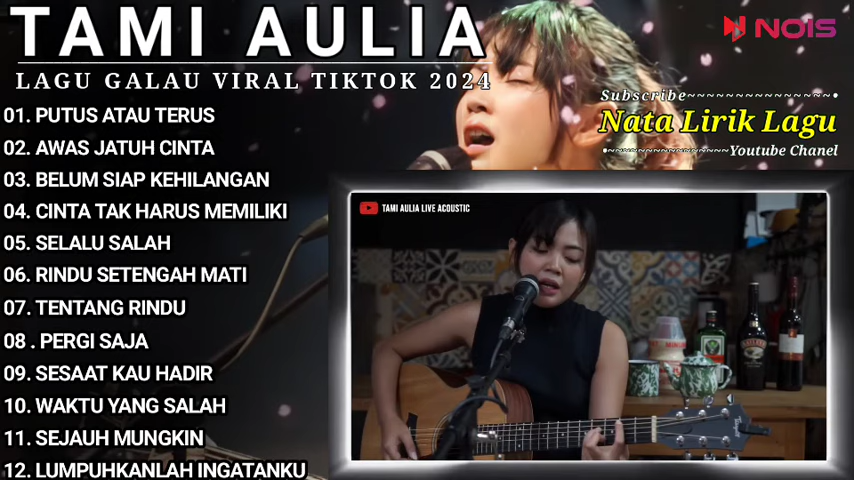 TAMI AULIA
LAGU GALAU VIRAL TIKTOK 2024
NOIS
Subscribe~~~~~~~~~~~~~~~•
Nata Lirik Lagu
•~~~~~~~~~~~~~~~~Youtube Chanel
01. PUTUS ATAU TERUS
02. AWAS JATUH CINTA
03. BELUM SIAP KEHILANGAN
04. CINTA TAK HARUS MEMILIKI
05. SELALU SALAH
06. RINDU SETENGAH MATI
07. TENTANG RINDU
08 . PERGI SAJA
09. SESAAT KAU HADIR
10. WAKTU YANG SALAH
11. SEJAUH MUNGKIN
12. LUMPUHKANLAH INGATANKU
TAMI AULIA LIVE ACOUSTIC